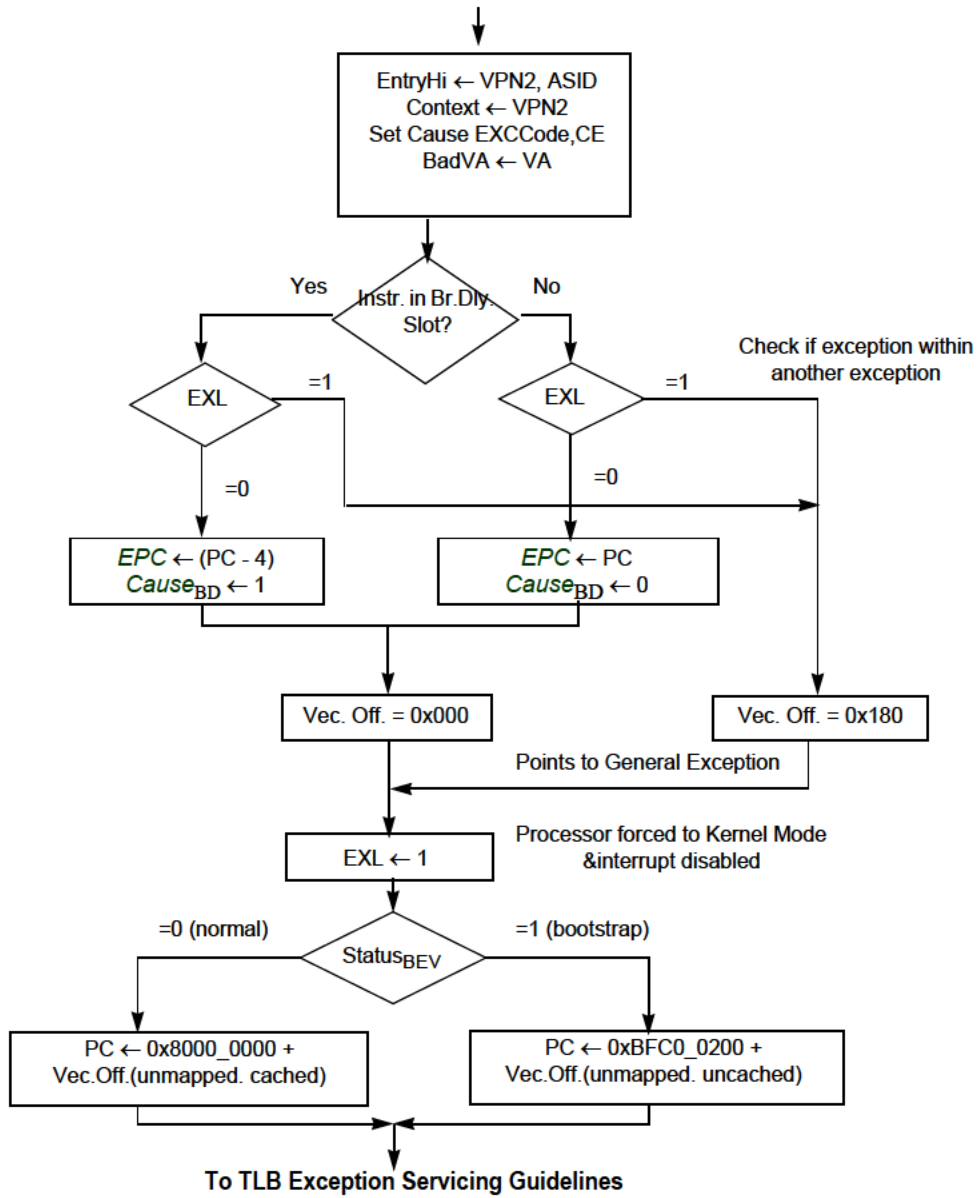 EntryHi ← VPN2, ASID
Context ← VPN2
Set Cause EXCCode,CE
BadVA ← VA
Yes
Instr. in Br.Dly.
Slot?
No
Check if exception within
another exception
EXL
=1
EXL
=1
=0
=0
EPC ← (PC - 4)
CauseBD ← 1
EPC ← PC
CauseBD ← 0
Vec. Off. = 0x000
Vec. Off. = 0x180
Points to General Exception
EXL ← 1
Processor forced to Kernel Mode
&interrupt disabled
=0 (normal)
StatusBEV
=1 (bootstrap)
PC ← 0x8000_0000 +
Vec.Off.(unmapped. cached)
PC ← 0xBFC0_0200 +
Vec.Off.(unmapped. uncached)
To TLB Exception Servicing Guidelines